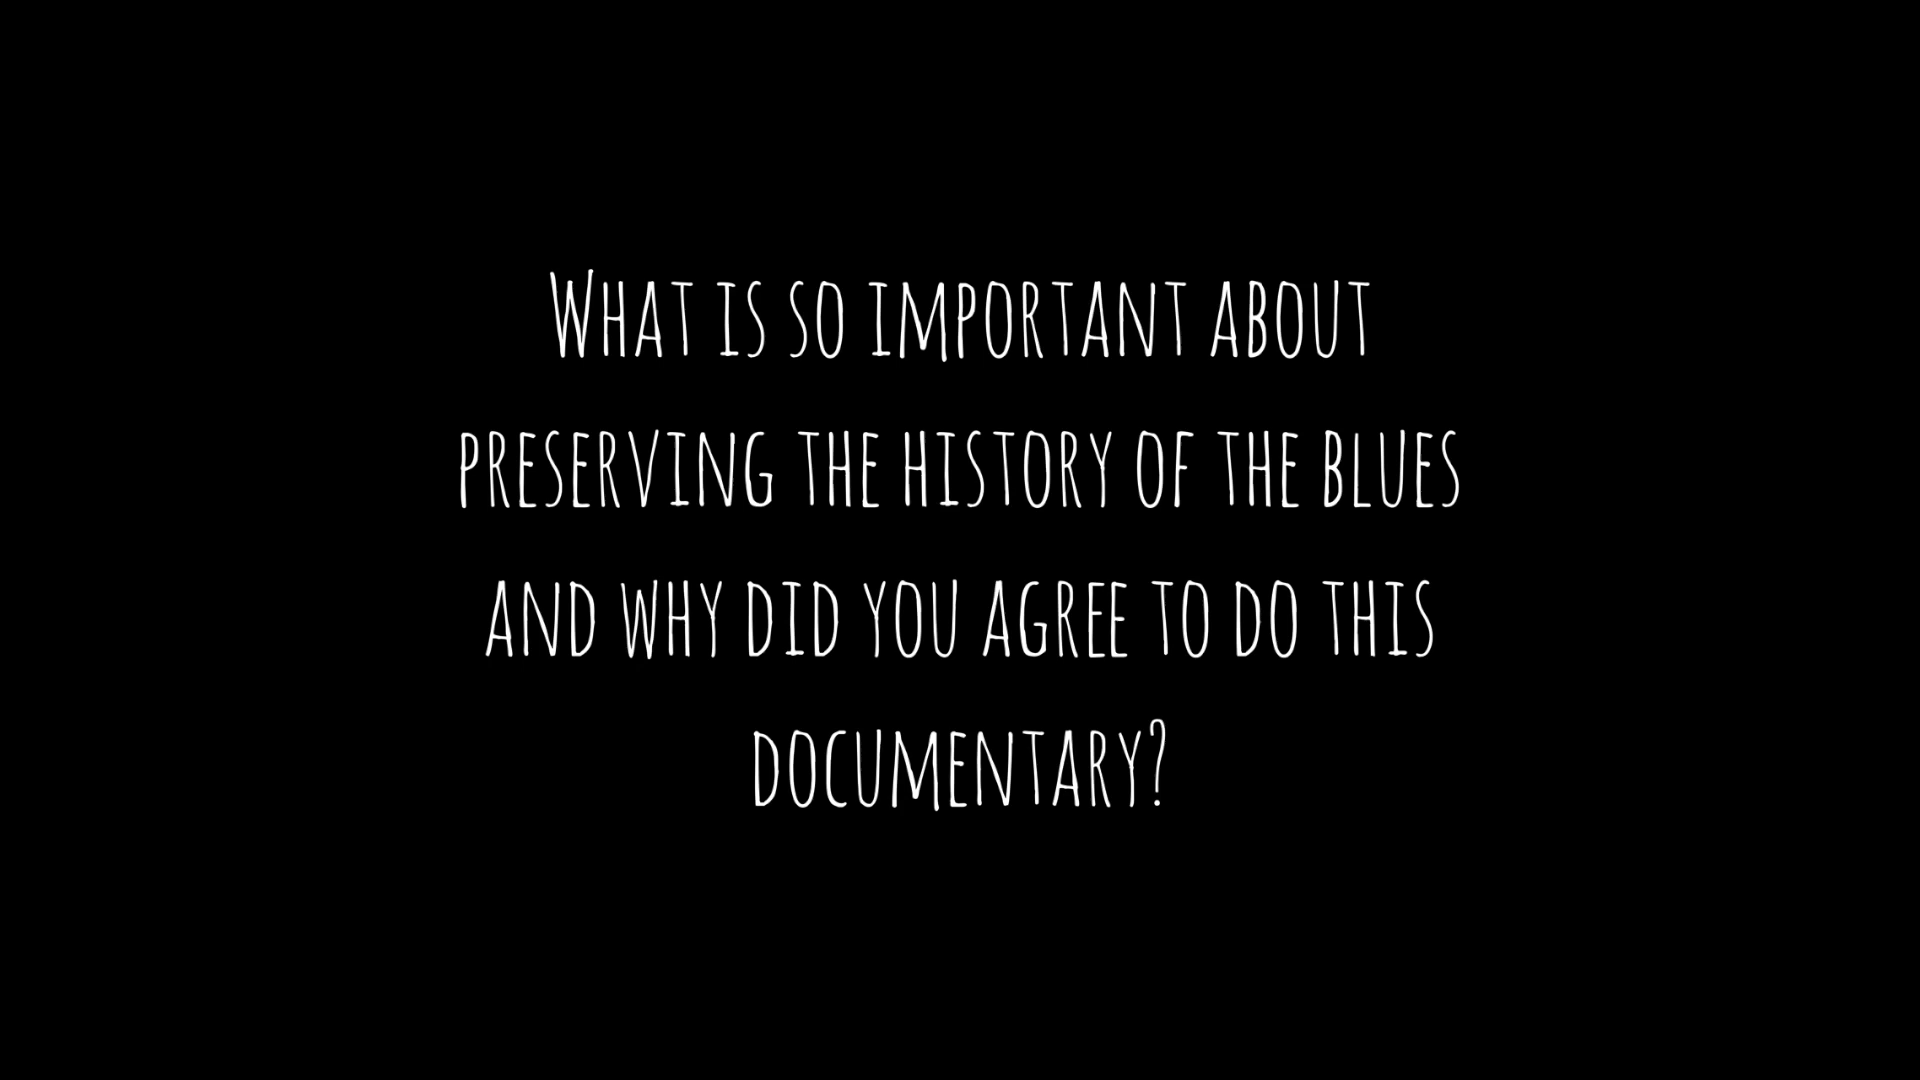 What is so important about
preserving the history of the blues
and why did you agree to do this
documentary?